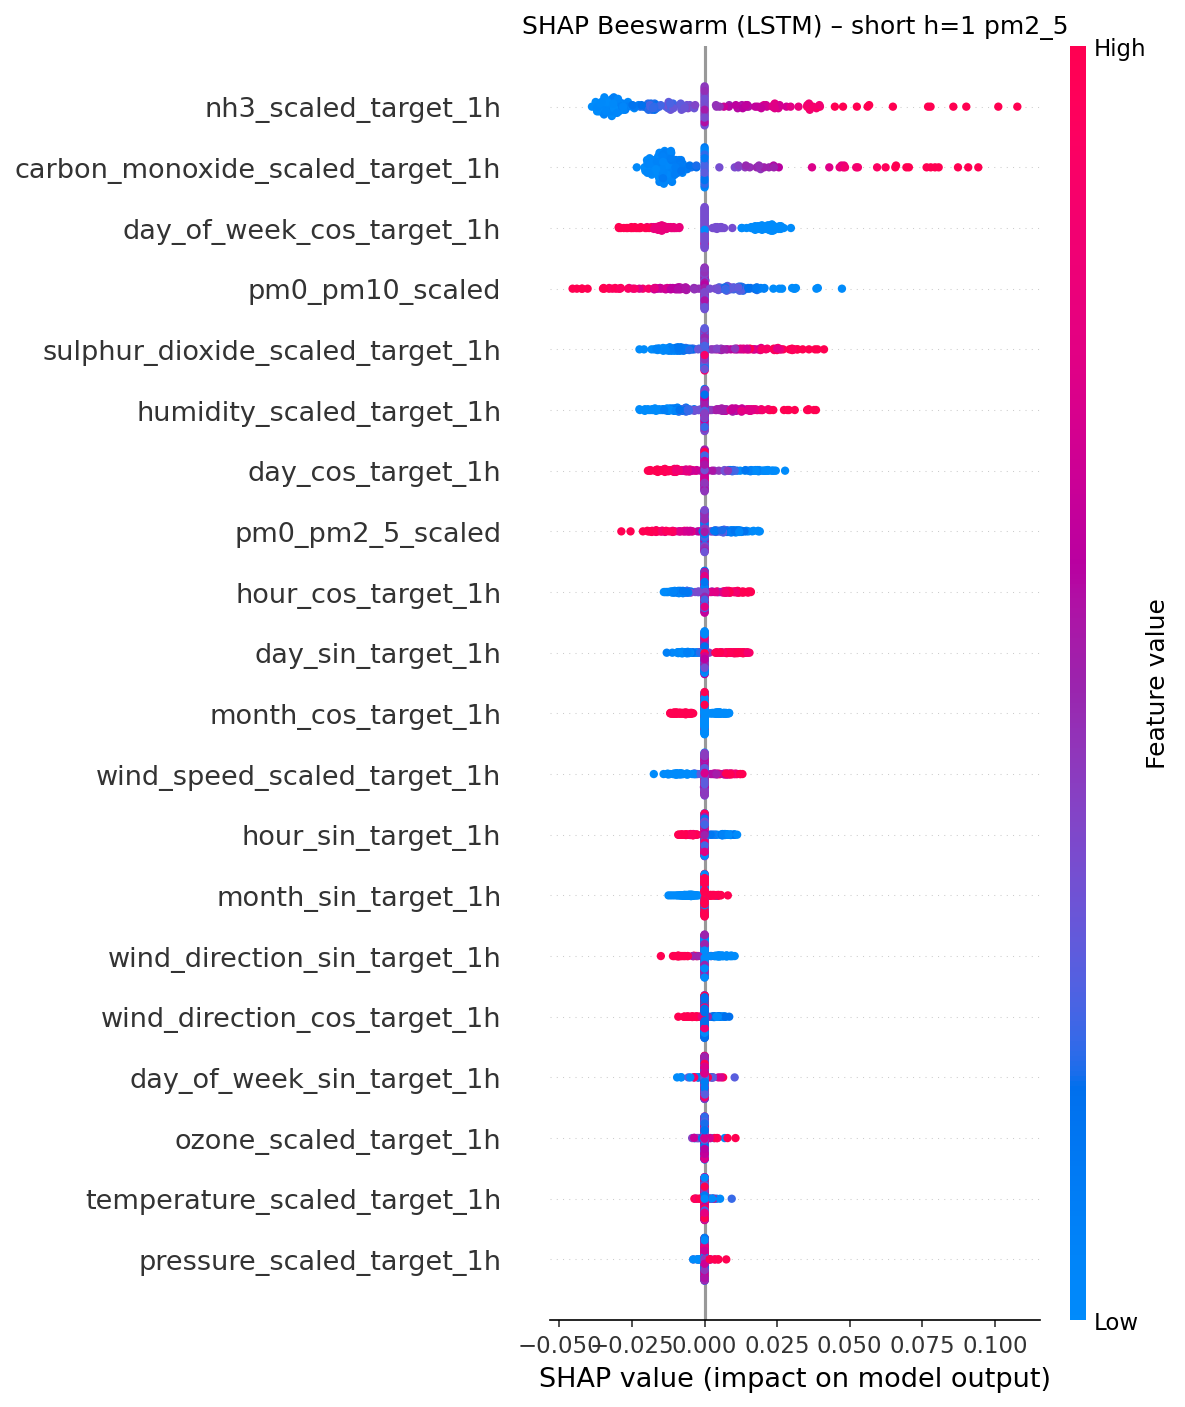 SHAP Beeswarm (LSTM) – short h=1 pm2_5
High
nh3_scaled_target_1h
carbon_monoxide_scaled_target_1h
day_of_week_cos_target_1h
pm0_pm10_scaled
sulphur_dioxide_scaled_target_1h
humidity_scaled_target_1h
day_cos_target_1h
pm0_pm2_5_scaled
hour_cos_target_1h
day_sin_target_1h
month_cos_target_1h
wind_speed_scaled_target_1h
hour_sin_target_1h
month_sin_target_1h
wind_direction_sin_target_1h
wind_direction_cos_target_1h
day_of_week_sin_target_1h
ozone_scaled_target_1h
temperature_scaled_target_1h
pressure_scaled_target_1h
Feature value
Low
−0.050 −0.025 0.000 0.025 0.050 0.075 0.100
SHAP value (impact on model output)